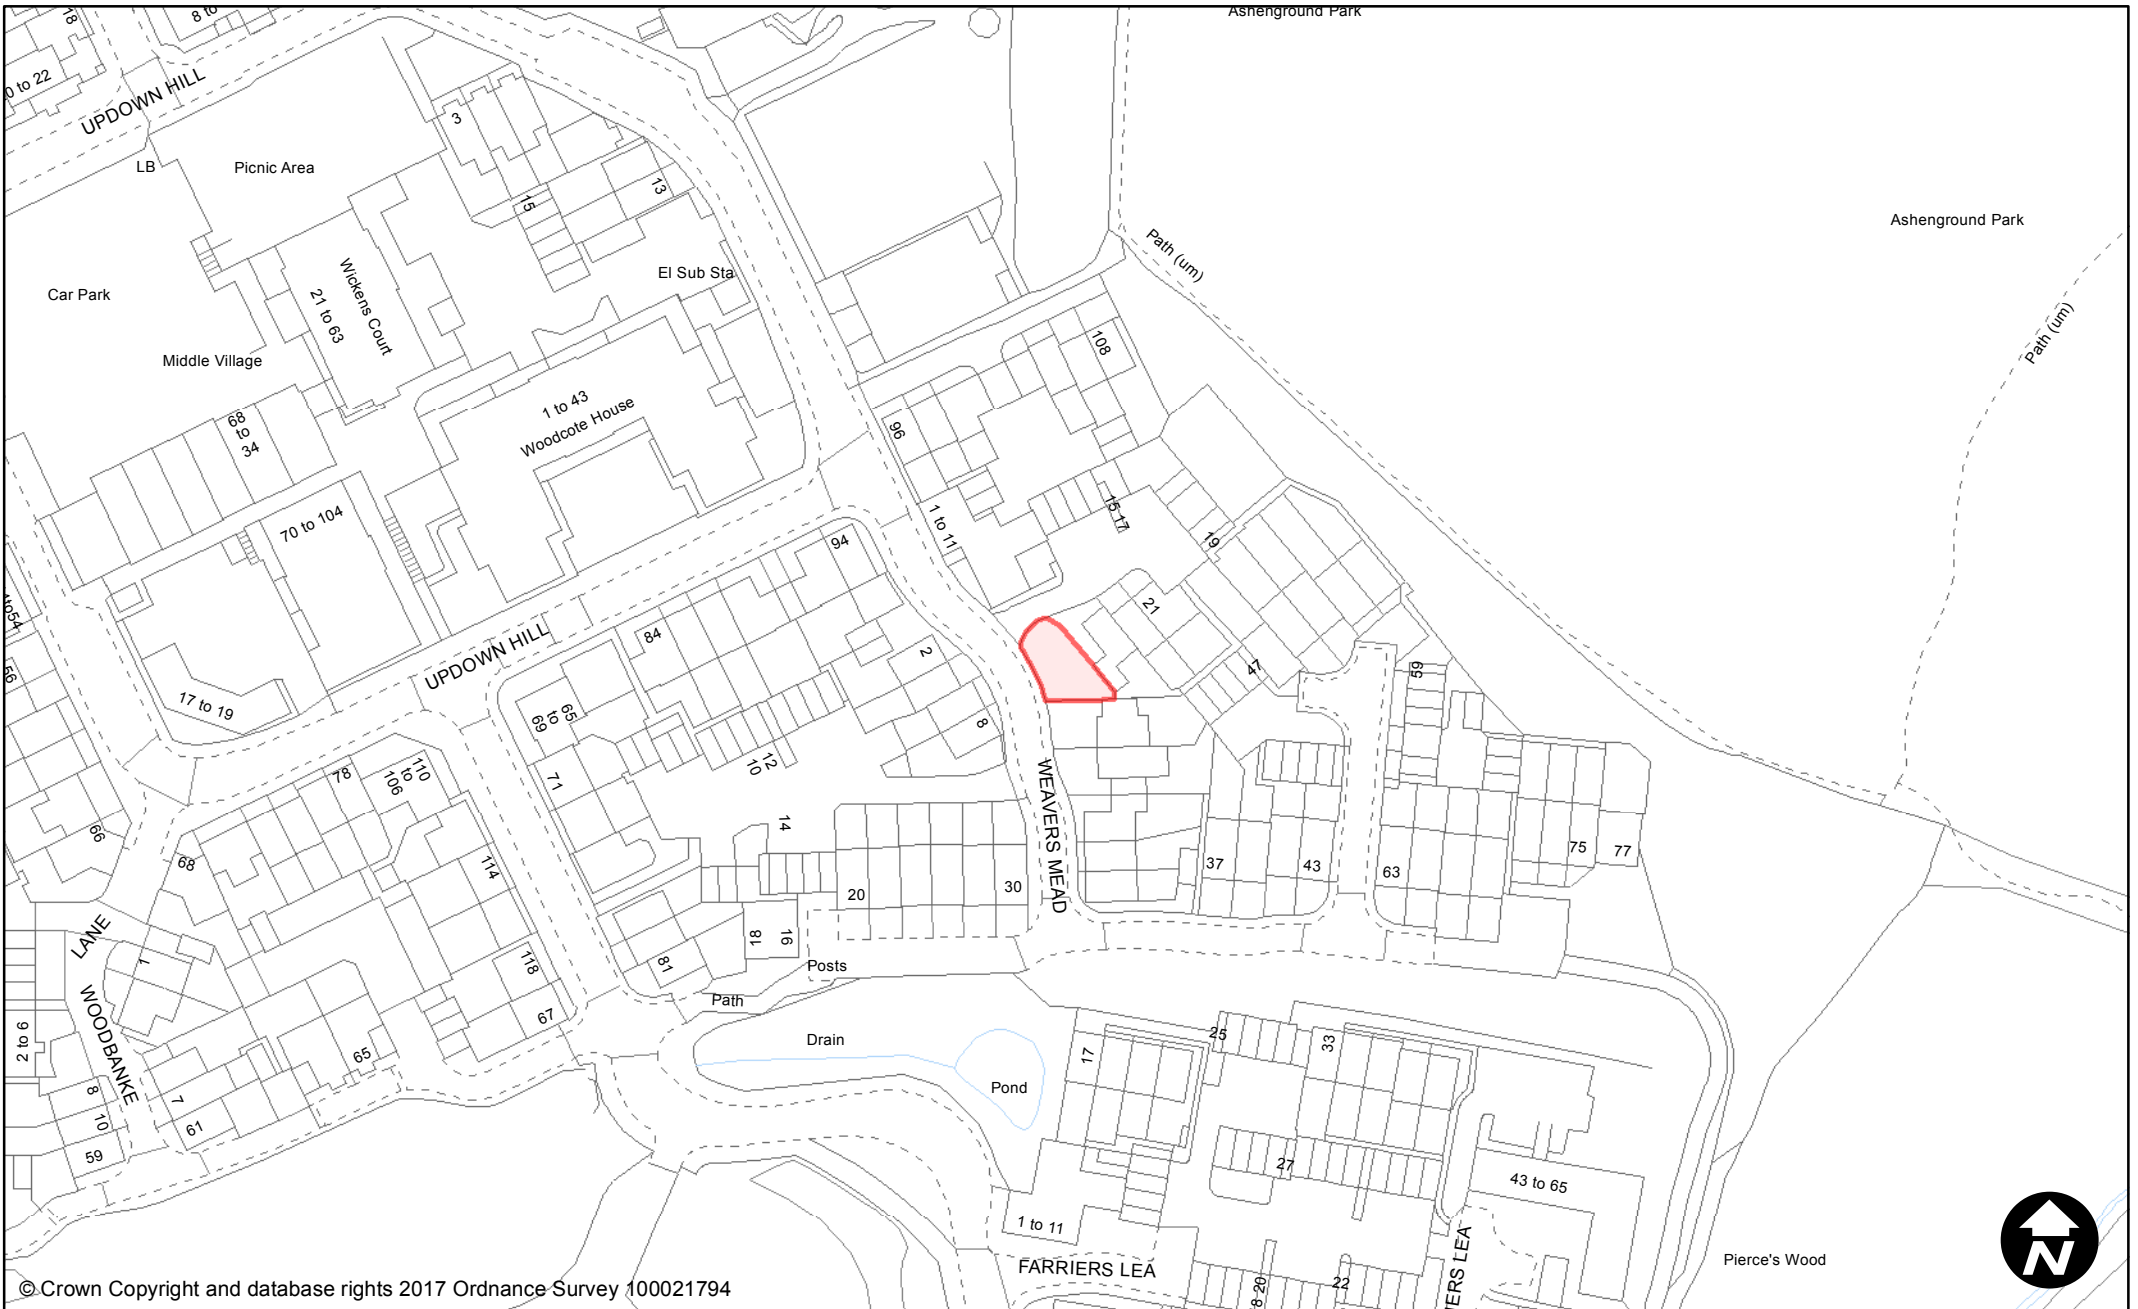 Ashenground Park
18
8 to
0 to 22
UPDOWN HILL
LB
Picnic Area
3
15
13
Ashenground Park
Path (um)
Path (um)
Car Park
Wickens Court
21 to 63
El Sub Sta
Middle Village
108
68
to
34
1 to 43
Woodcote House
96
70 to 104
1 to 11
15 17
19
94
84
2
21
47
59
56
17 to 19
UPDOWN HILL
65
to
69
8
71
10
12
78
110
to
106
14
WEAVERS MEAD
66
68
114
20
30
37
43
63
75
77
LANE
1
18
16
81
118
Posts
Path
67
WOODBANKE
2 to 6
65
Drain
Pond
17
25
33
8
10
7
61
59
27
43 to 65
1 to 11
FARRIERS LEA
22
ERS LEA
Pierce's Wood
N
© Crown Copyright and database rights 2017 Ordnance Survey 100021794